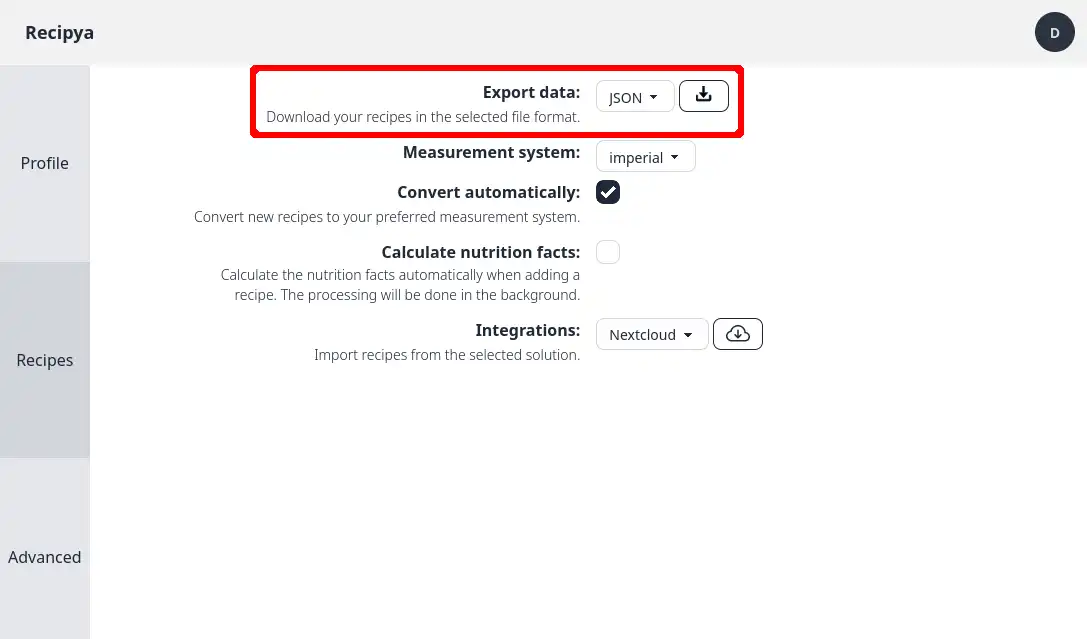 Recipya
D
Export data:
JSON
Download your recipes in the selected file format.
Measurement system:
imperial
Convert automatically:
Convert new recipes to your preferred measurement system.
Calculate nutrition facts:
Calculate the nutrition facts automatically when adding a
recipe. The processing will be done in the background.
Integrations:
Nextcloud
Import recipes from the selected solution.
Profile
Recipes
Advanced